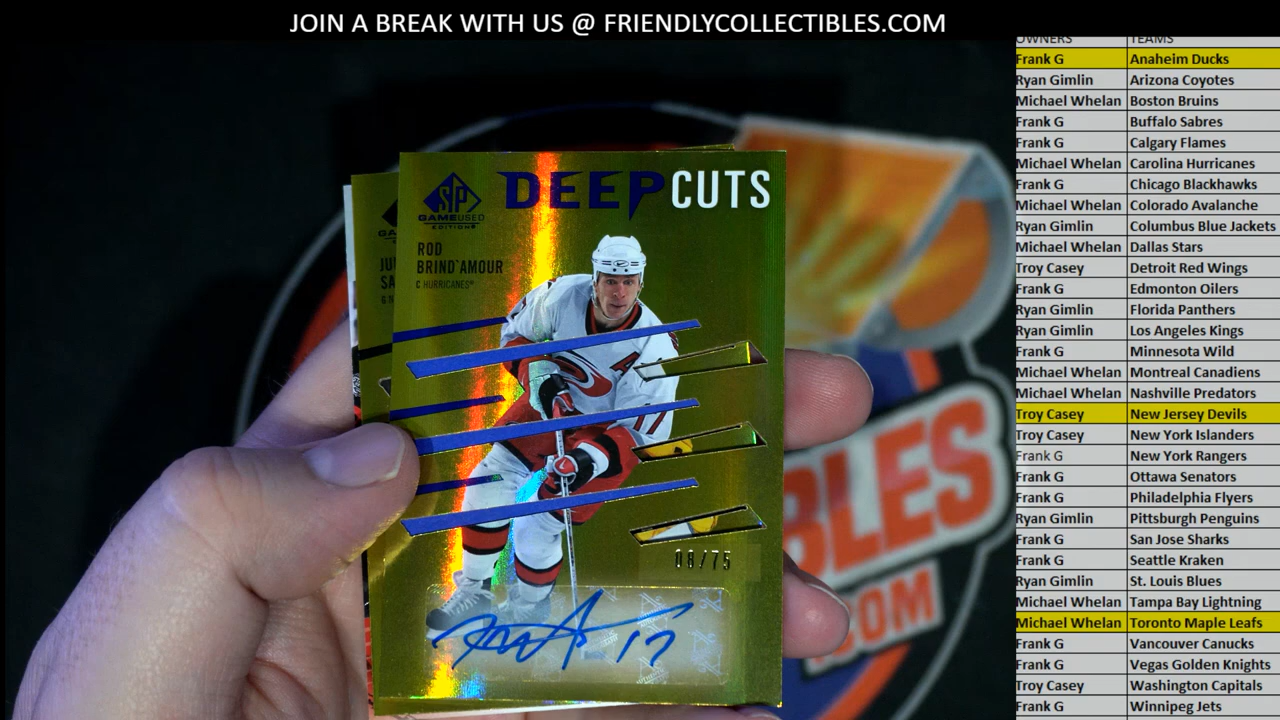 JOIN A BREAK WITH US @ FRIENDLYCOLLECTIBLES.COM
OWNERS TEAMS
Frank G Anaheim Ducks
Ryan Gimlin Arizona Coyotes
Michael Whelan Boston Bruins
Frank G Buffalo Sabres
Frank G Calgary Flames
Michael Whelan Carolina Hurricanes
Frank G Chicago Blackhawks
Michael Whelan Colorado Avalanche
Ryan Gimlin Columbus Blue Jackets
Michael Whelan Dallas Stars
Troy Casey Detroit Red Wings
Frank G Edmonton Oilers
Ryan Gimlin Florida Panthers
Ryan Gimlin Los Angeles Kings
Frank G Minnesota Wild
Michael Whelan Montreal Canadiens
Michael Whelan Nashville Predators
Troy Casey New Jersey Devils
Troy Casey New York Islanders
Frank G New York Rangers
Frank G Ottawa Senators
Frank G Philadelphia Flyers
Ryan Gimlin Pittsburgh Penguins
Frank G San Jose Sharks
Frank G Seattle Kraken
Ryan Gimlin St. Louis Blues
Michael Whelan Tampa Bay Lightning
Michael Whelan Toronto Maple Leafs
Frank G Vancouver Canucks
Frank G Vegas Golden Knights
Troy Casey Washington Capitals
Frank G Winnipeg Jets
DEEP CUTS
SP
GAME USED
EDITION
ROD
BRIND'AMOUR
C HURRICANES
JU
SA
A
17
08/75
17
BLES
.COM